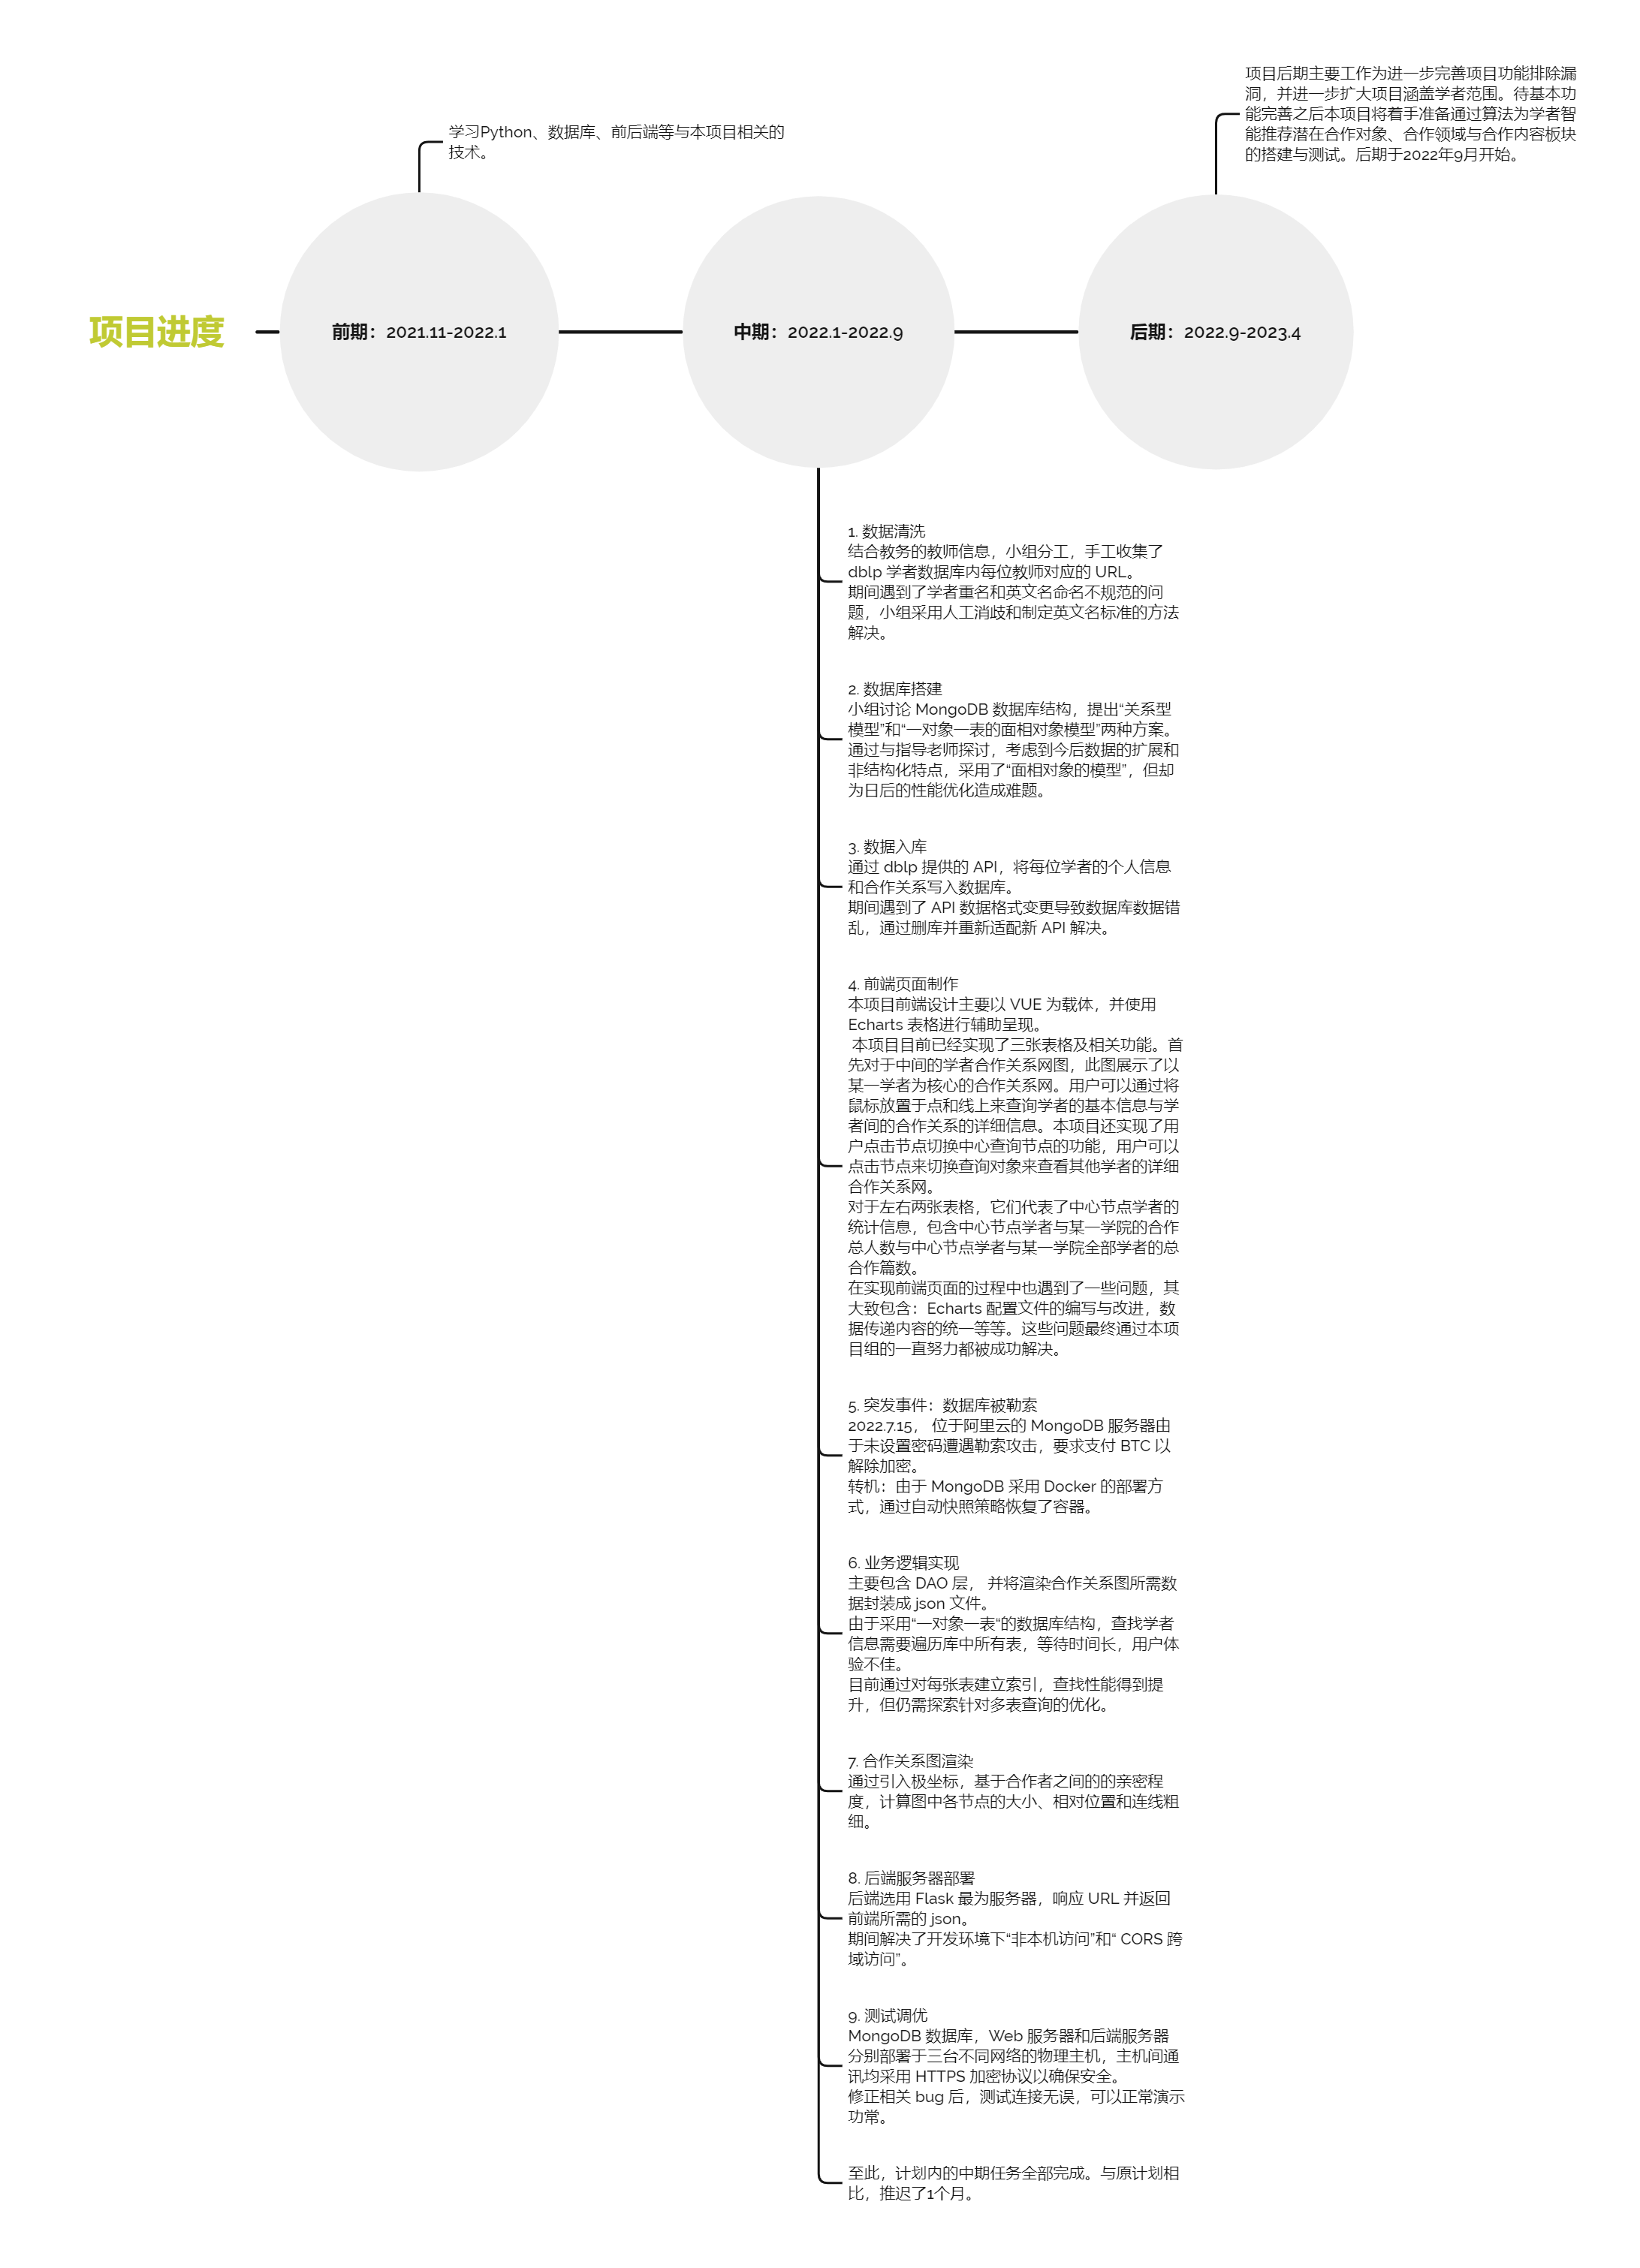 项目进度
前期：2021.11-2022.1
学习Python、数据库、前后端等与本项目相关的
技术。
中期：2022.1-2022.9
1. 数据清洗
结合教务的教师信息，小组分工，手工收集了
dblp 学者数据库内每位教师对应的 URL。
期间遇到了学者重名和英文名命名不规范的问
题，小组采用人工消歧和制定英文名标准的方法
解决。
2. 数据库搭建
小组讨论 MongoDB 数据库结构，提出“关系型
模型”和“一对象一表的面相对象模型”两种方案。
通过与指导老师探讨，考虑到今后数据的扩展和
非结构化特点，采用了“面相对象的模型”，但却
为日后的性能优化造成难题。
3. 数据入库
通过 dblp 提供的 API，将每位学者的个人信息
和合作关系写入数据库。
期间遇到了 API 数据格式变更导致数据库数据错
乱，通过删库并重新适配新 API 解决。
4. 前端页面制作
本项目前端设计主要以 VUE 为载体，并使用
Echarts 表格进行辅助呈现。
本项目目前已经实现了三张表格及相关功能。首
先对于中间的学者合作关系网图，此图展示了以
某一学者为核心的合作关系网。用户可以通过将
鼠标放置于点和线上来查询学者的基本信息与学
者间的合作关系的详细信息。本项目还实现了用
户点击节点切换中心查询节点的功能，用户可以
点击节点来切换查询对象来查看其他学者的详细
合作关系网。
对于左右两张表格，它们代表了中心节点学者的
统计信息，包含中心节点学者与某一学院的合作
总人数与中心节点学者与某一学院全部学者的总
合作篇数。
在实现前端页面的过程中也遇到了一些问题，其
大致包含：Echarts 配置文件的编写与改进，数
据传递内容的统一等等。这些问题最终通过本项
目组的一直努力都被成功解决。
5. 突发事件：数据库被勒索
2022.7.15， 位于阿里云的 MongoDB 服务器由
于未设置密码遭遇勒索攻击，要求支付 BTC 以
解除加密。
转机：由于 MongoDB 采用 Docker 的部署方
式，通过自动快照策略恢复了容器。
6. 业务逻辑实现
主要包含 DAO 层， 并将渲染合作关系图所需数
据封装成 json 文件。
由于采用“一对象一表“的数据库结构，查找学者
信息需要遍历库中所有表，等待时间长，用户体
验不佳。
目前通过对每张表建立索引，查找性能得到提
升，但仍需探索针对多表查询的优化。
7. 合作关系图渲染
通过引入极坐标，基于合作者之间的的亲密程
度，计算图中各节点的大小、相对位置和连线粗
细。
8. 后端服务器部署
后端选用 Flask 最为服务器，响应 URL 并返回
前端所需的 json。
期间解决了开发环境下“非本机访问”和“ CORS 跨
域访问”。
9. 测试调优
MongoDB 数据库，Web 服务器和后端服务器
分别部署于三台不同网络的物理主机，主机间通
讯均采用 HTTPS 加密协议以确保安全。
修正相关 bug 后，测试连接无误，可以正常演示
功常。
至此，计划内的中期任务全部完成。与原计划相
比，推迟了1个月。
后期：2022.9-2023.4
项目后期主要工作为进一步完善项目功能排除漏
洞，并进一步扩大项目涵盖学者范围。待基本功
能完善之后本项目将着手准备通过算法为学者智
能推荐潜在合作对象、合作领域与合作内容板块
的搭建与测试。后期于2022年9月开始。